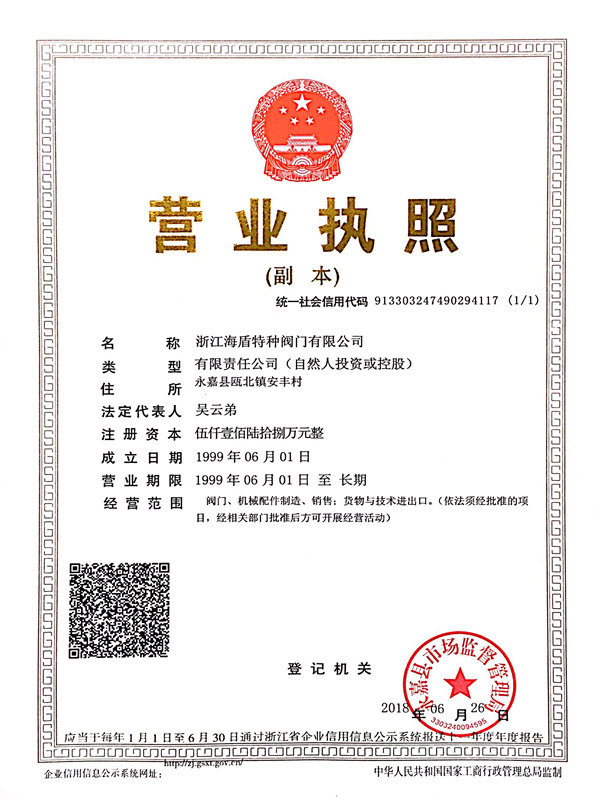 营业执照
(副 本)
统一社会信用代码 913303247490294117 (1/1)
名 称 浙江海盾特种阀门有限公司
类 型 有限责任公司（自然人投资或控股）
住 所 永嘉县瓯北镇安丰村
法定代表人 吴云弟
注册资本 伍仟壹佰陆拾捌万元整
成立日期 1999 年 06 月 01 日
营业期限 1999 年 06 月 01 日 至 长期
经营范围 阀门、机械配件制造、销售；货物与技术进出口。（依法须经批准的项
目，经相关部门批准后方可开展经营活动）
登记机关
永嘉县市场监督管理局
3303240094595
2018 年 06 月 26 日
应当于每年 1 月 1 日至 6 月 30 日通过浙江省企业信用信息公示系统报送上一年度年度报告
企业信用信息公示系统网址： http://zj.gsxt.gov.cn/
中华人民共和国国家工商行政管理总局监制